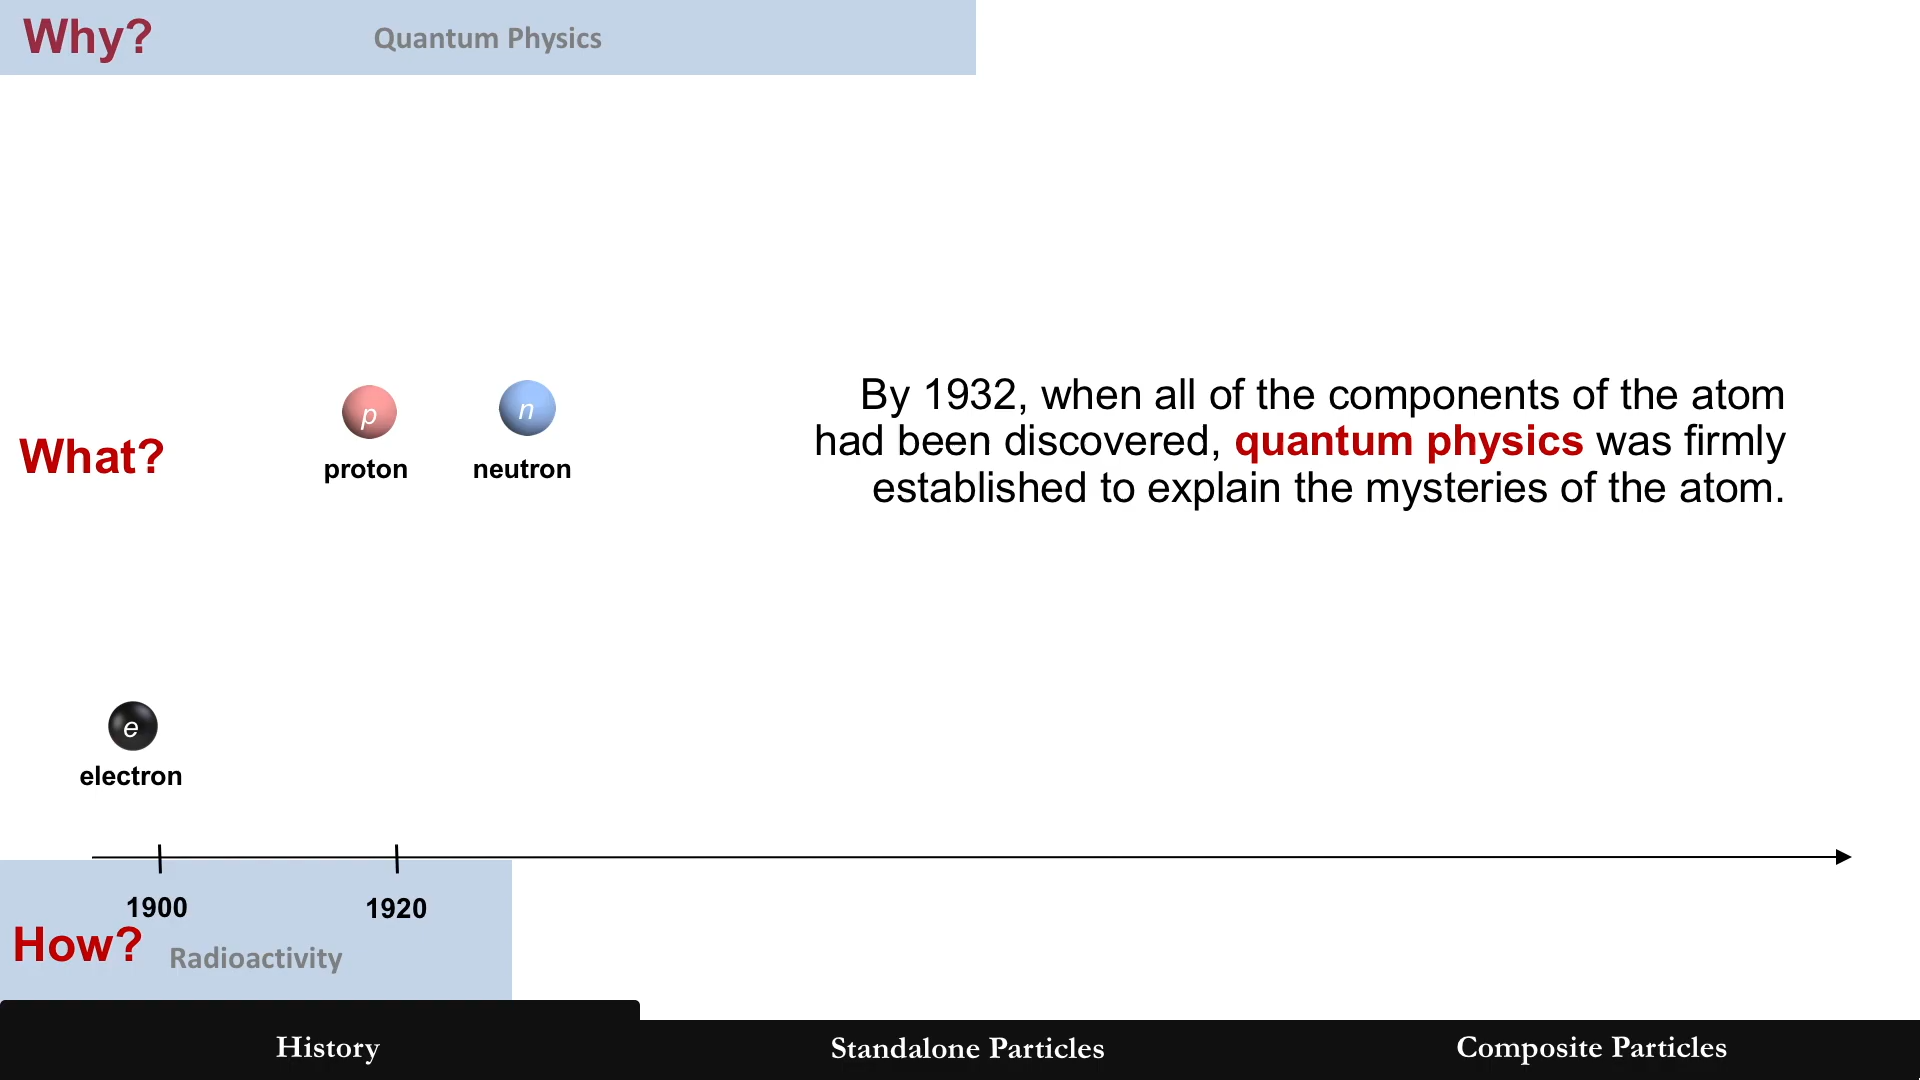 Why?
Quantum Physics
By 1932, when all of the components of the atom
had been discovered, quantum physics was firmly
established to explain the mysteries of the atom.
What?
p
n
proton
neutron
e
electron
1900
1920
How?
Radioactivity
History
Standalone Particles
Composite Particles